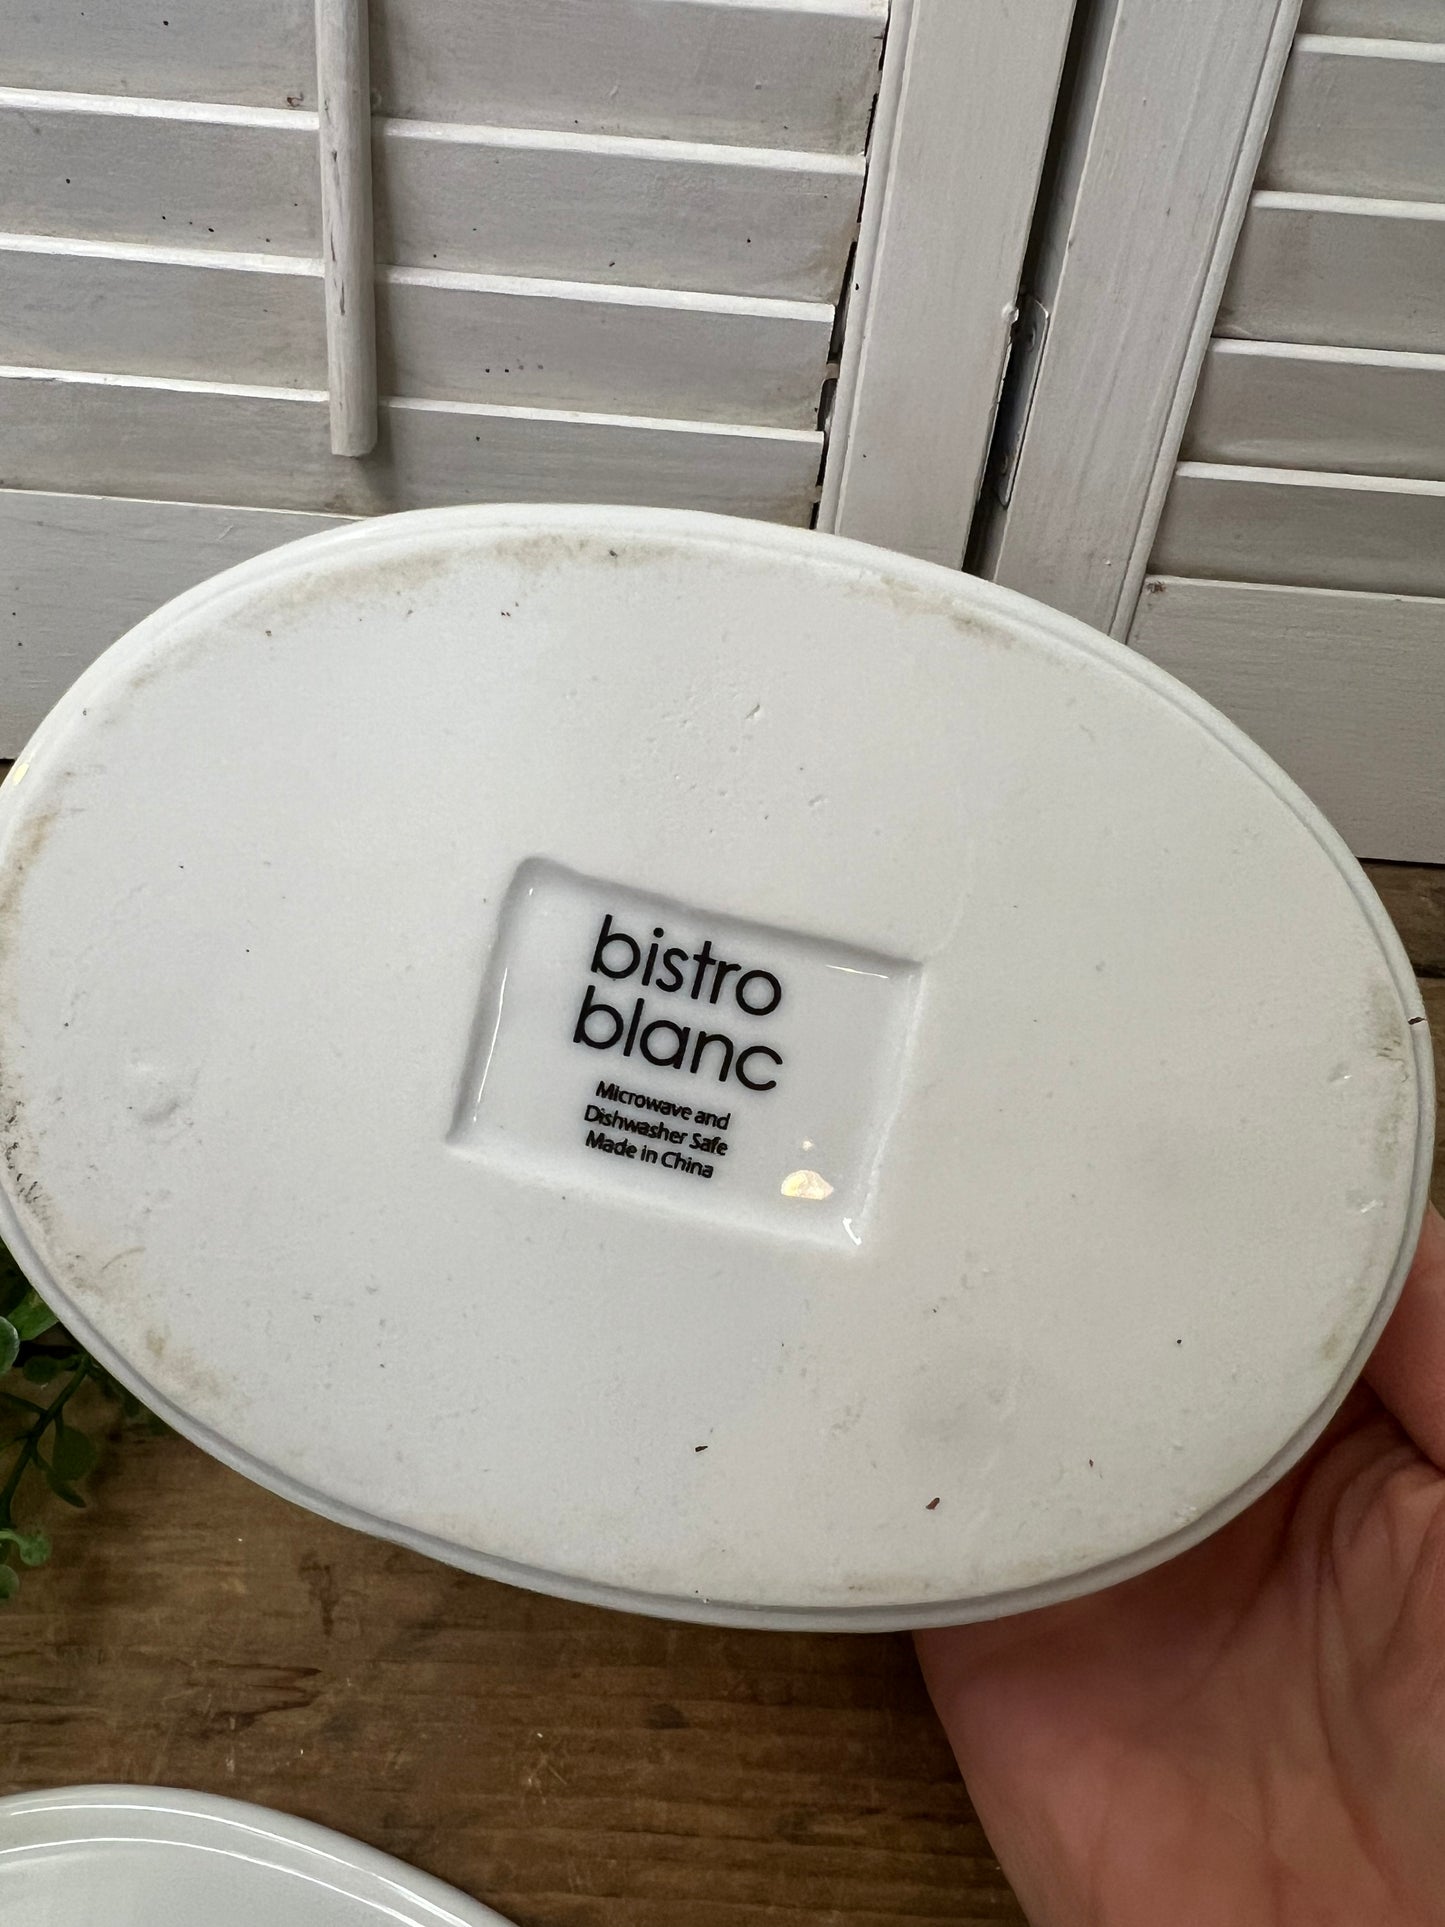 bistro
blanc
Microwave and
Dishwasher Safe
Made in China